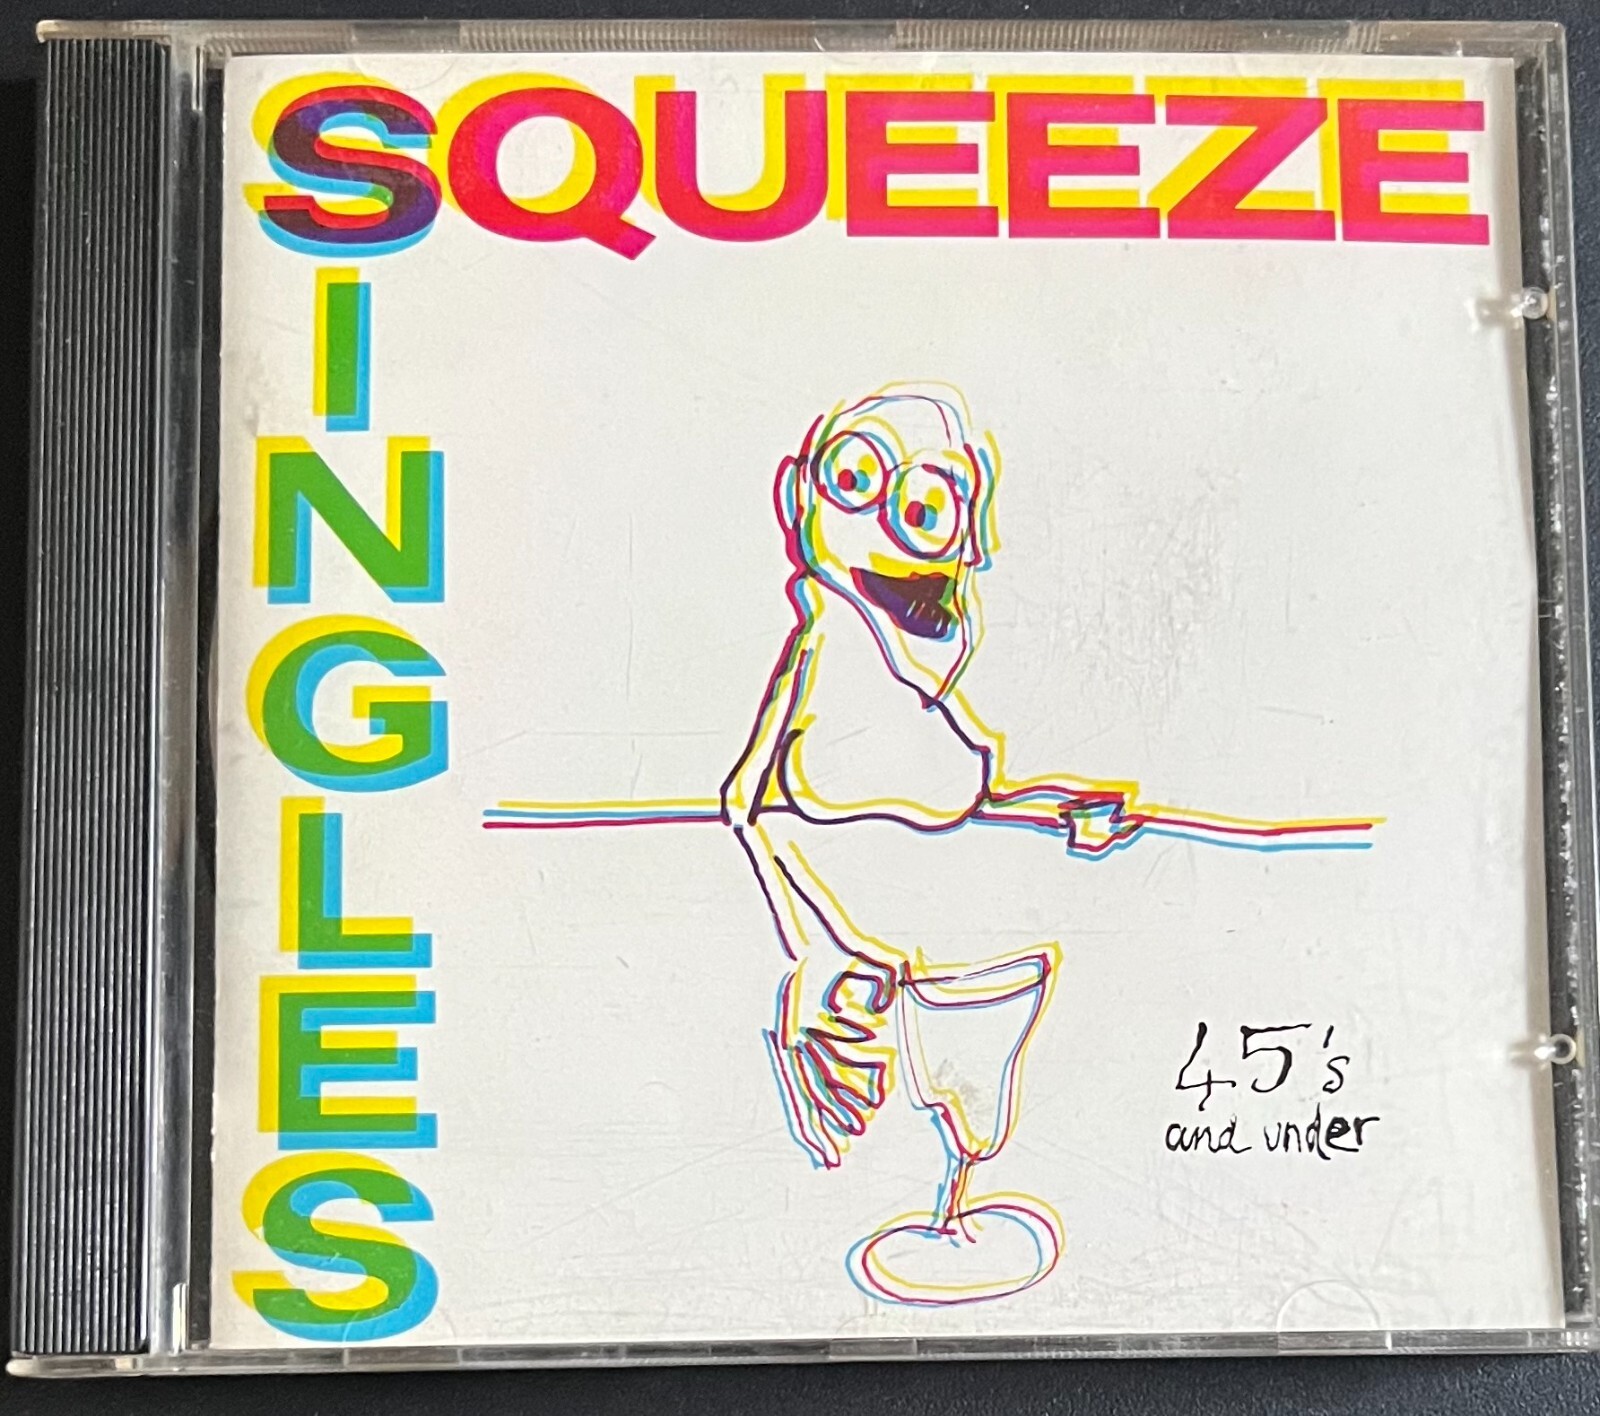 SQUEEZE
SINGLES
45's
and under